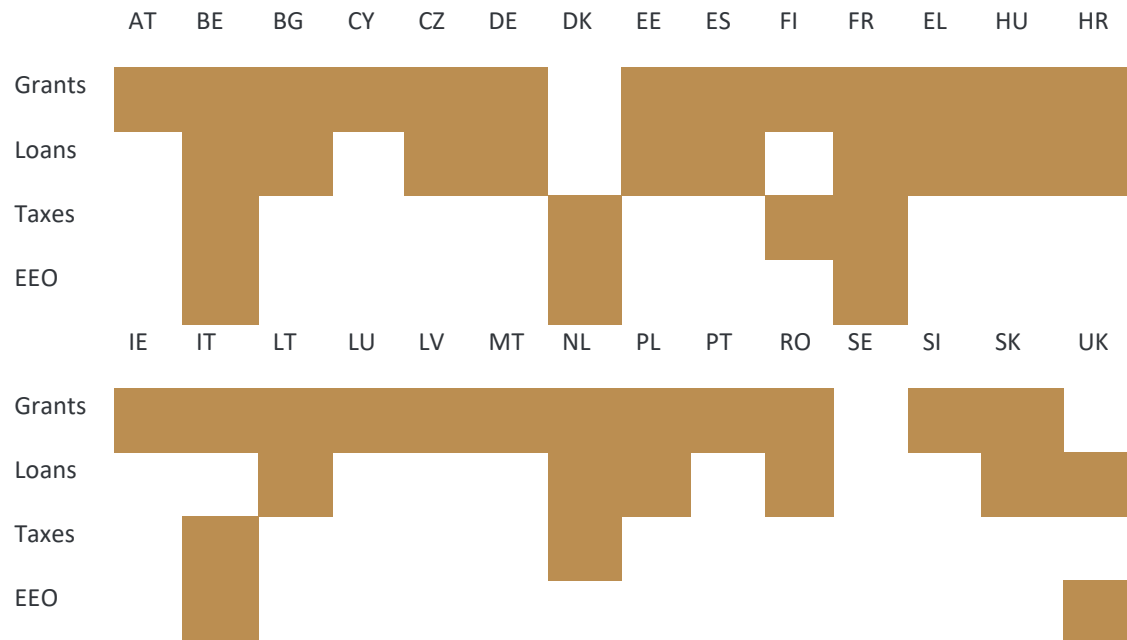 AT BE BG CY CZ DE DK EE ES FI FR EL HU HR
Grants
Loans
Taxes
EEO
IE IT LT LU LV MT NL PL PT RO SE SI SK UK
Grants
Loans
Taxes
EEO